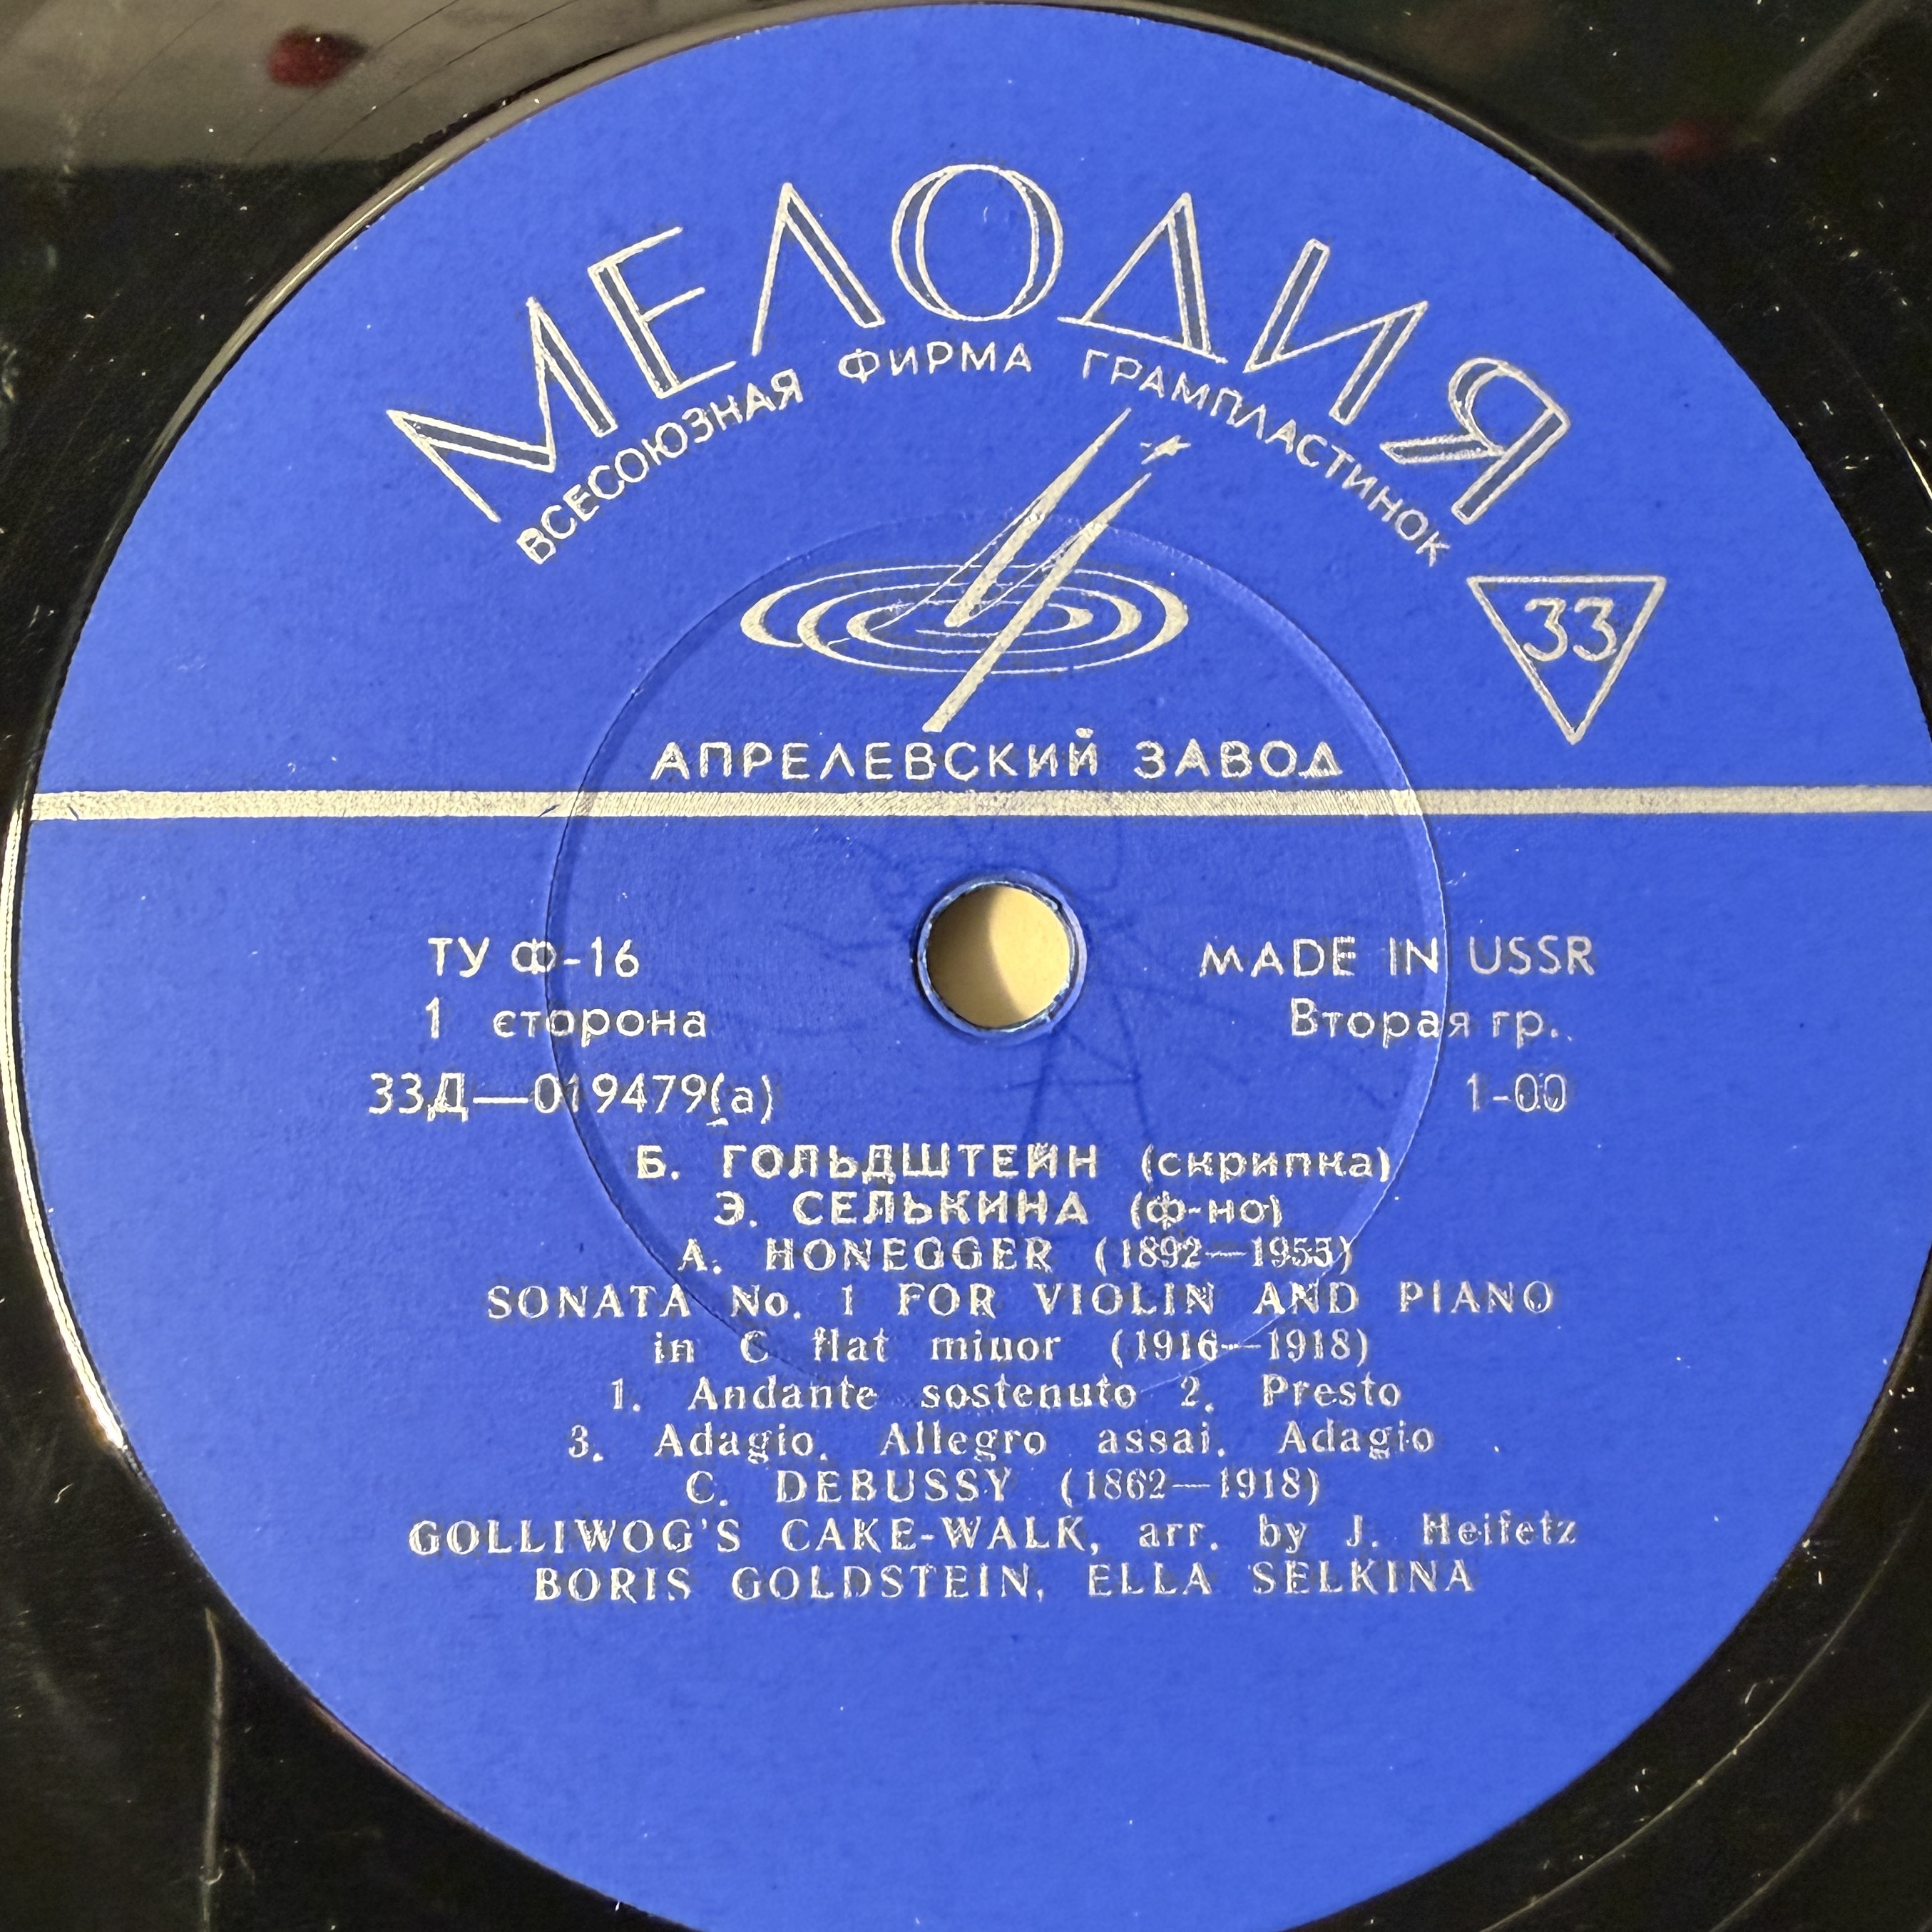 МЕЛОДИЯ
ВСЕСОЮЗНАЯ ФИРМА ГРАМПЛАСТИНОК
33
АПРЕЛЕВСКИЙ ЗАВОД
ТУ Ф-16
MADE IN USSR
1 сторона
Вторая гр.
33Д—019479(а)
1-00
Б. ГОЛЬДШТЕЙН (скрипка)
Э. СЕЛЬКИНА (ф-но)
A. HONEGGER (1892—1955)
SONATA No. 1 FOR VIOLIN AND PIANO
in C flat minor (1916—1918)
1. Andante sostenuto 2. Presto
3. Adagio. Allegro assai. Adagio
C. DEBUSSY (1862—1918)
GOLLIWOG'S CAKE-WALK, arr. by J. Heifetz
BORIS GOLDSTEIN, ELLA SELKINA